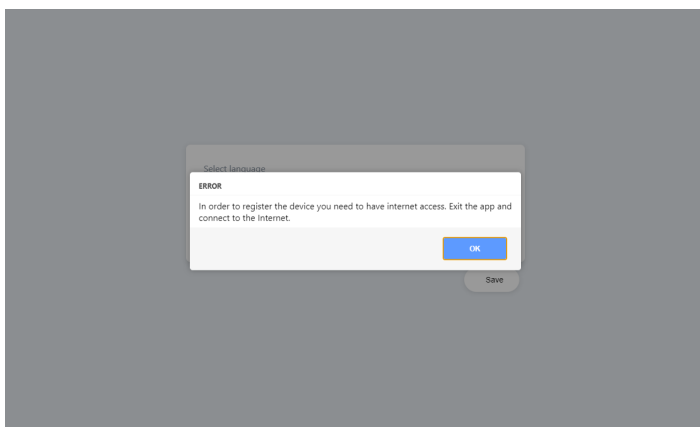 Select language
ERROR
In order to register the device you need to have internet access. Exit the app and
connect to the Internet.
OK
Save